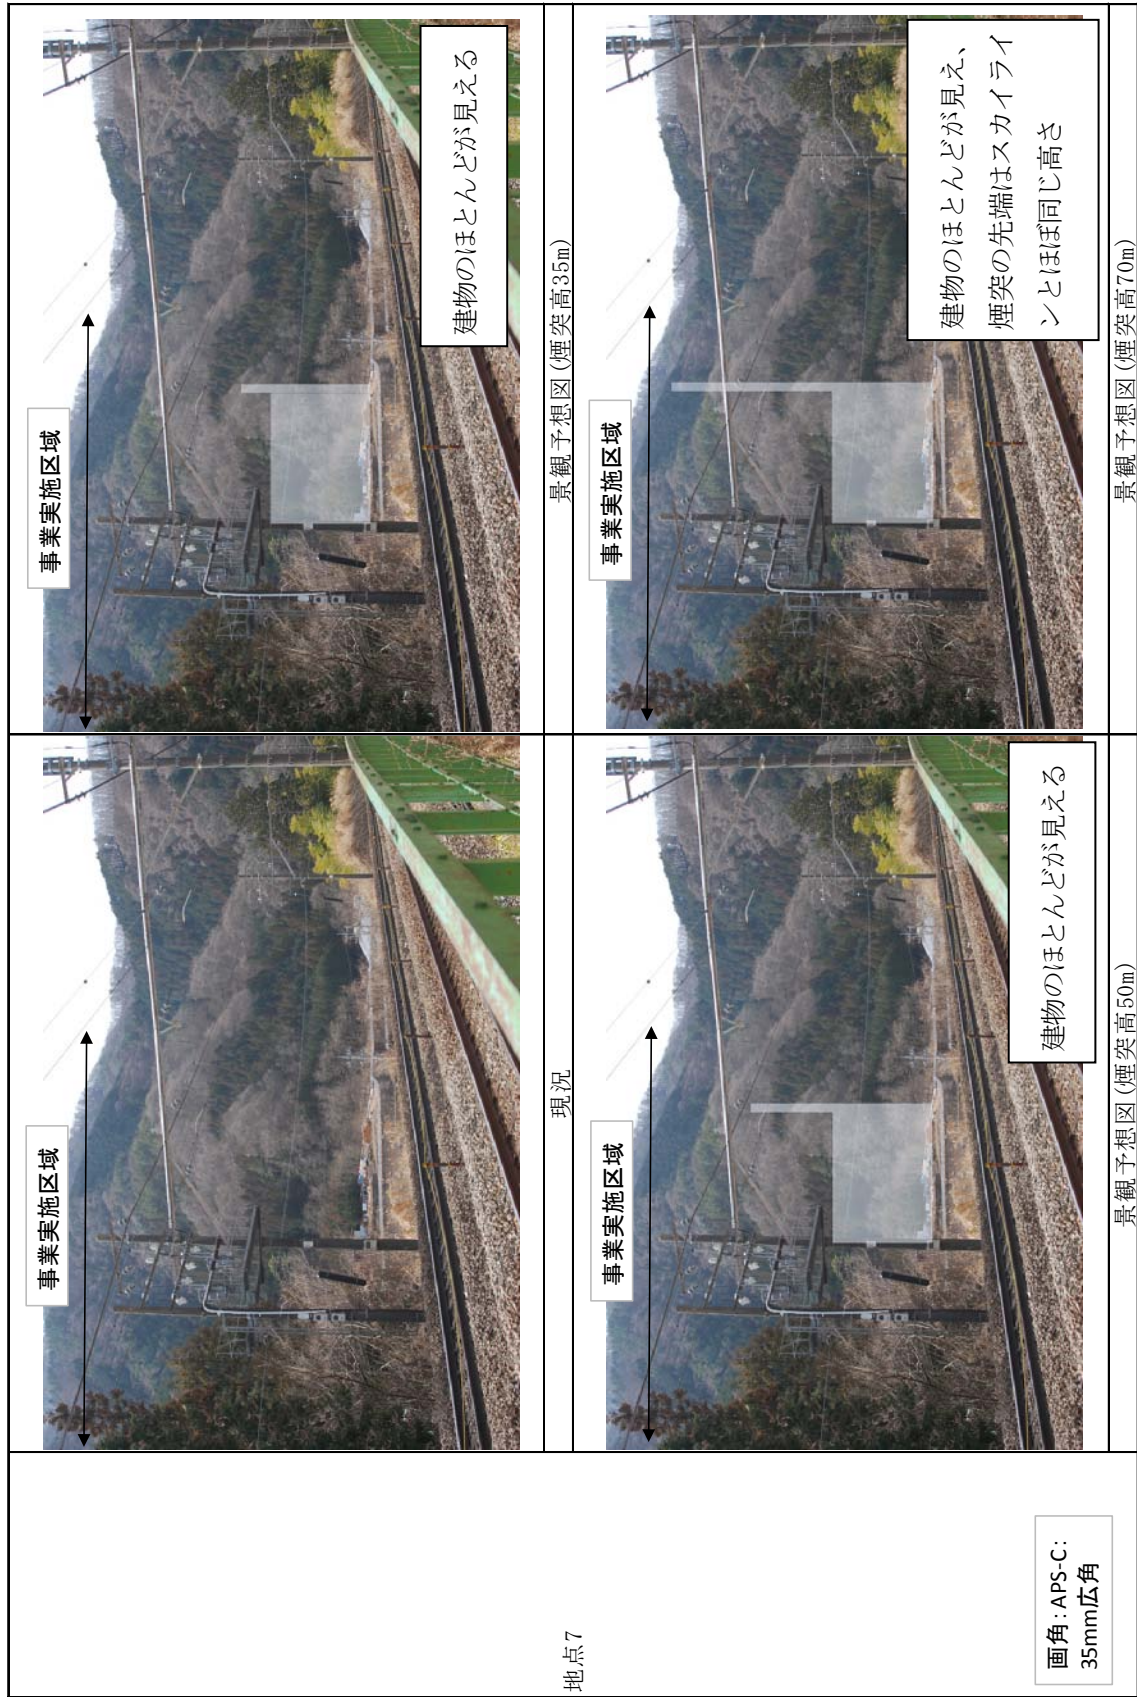 地点7
画角:APS-C:
35mm広角
事業実施区域
現況
事業実施区域
建物のほとんどが見える
景観予想図(煙突高35m)
事業実施区域
建物のほとんどが見える
景観予想図(煙突高50m)
事業実施区域
建物のほとんどが見え、
煙突の先端はスカイライ
ンとほぼ同じ高さ
景観予想図(煙突高70m)